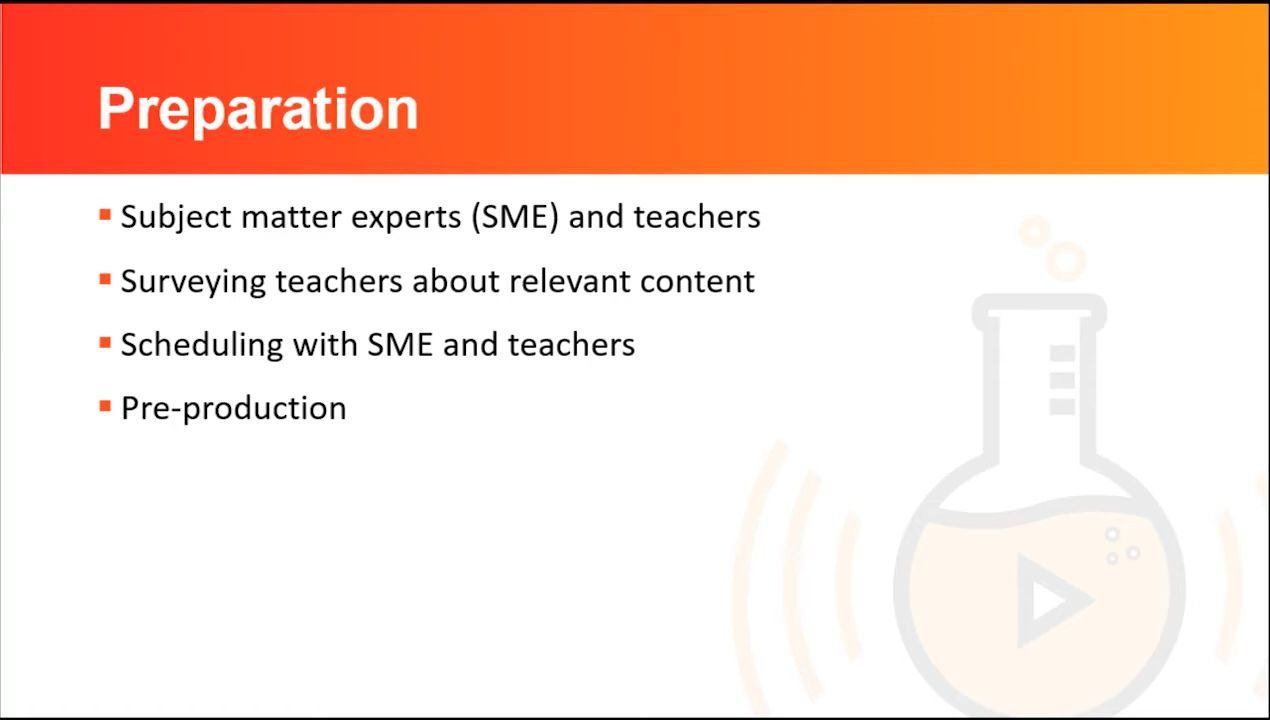 Preparation
Subject matter experts (SME) and teachers
Surveying teachers about relevant content
Scheduling with SME and teachers
Pre-production